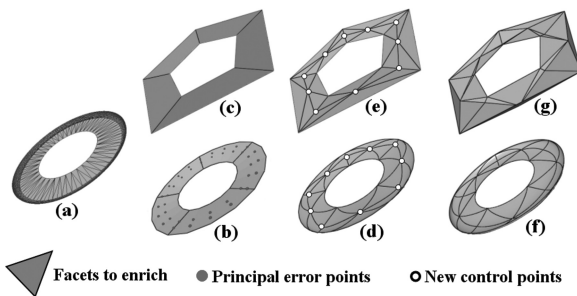 (c) (e) (g)
(a)
(b) (d) (f)
Facets to enrich Principal error points New control points